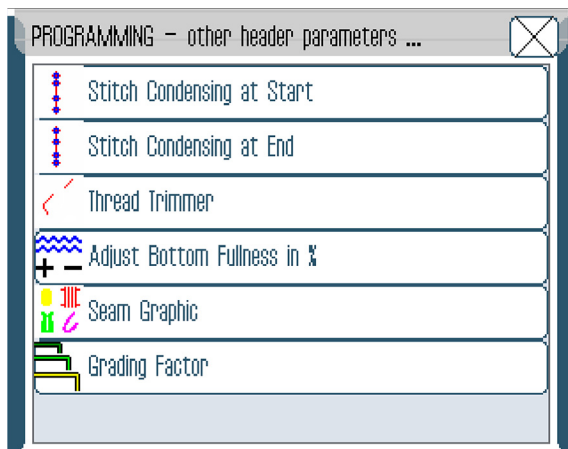 PROGRAMMING - other header parameters ...
Stitch Condensing at Start
Stitch Condensing at End
Thread Trimmer
Adjust Bottom Fullness in %
Seam Graphic
Grading Factor